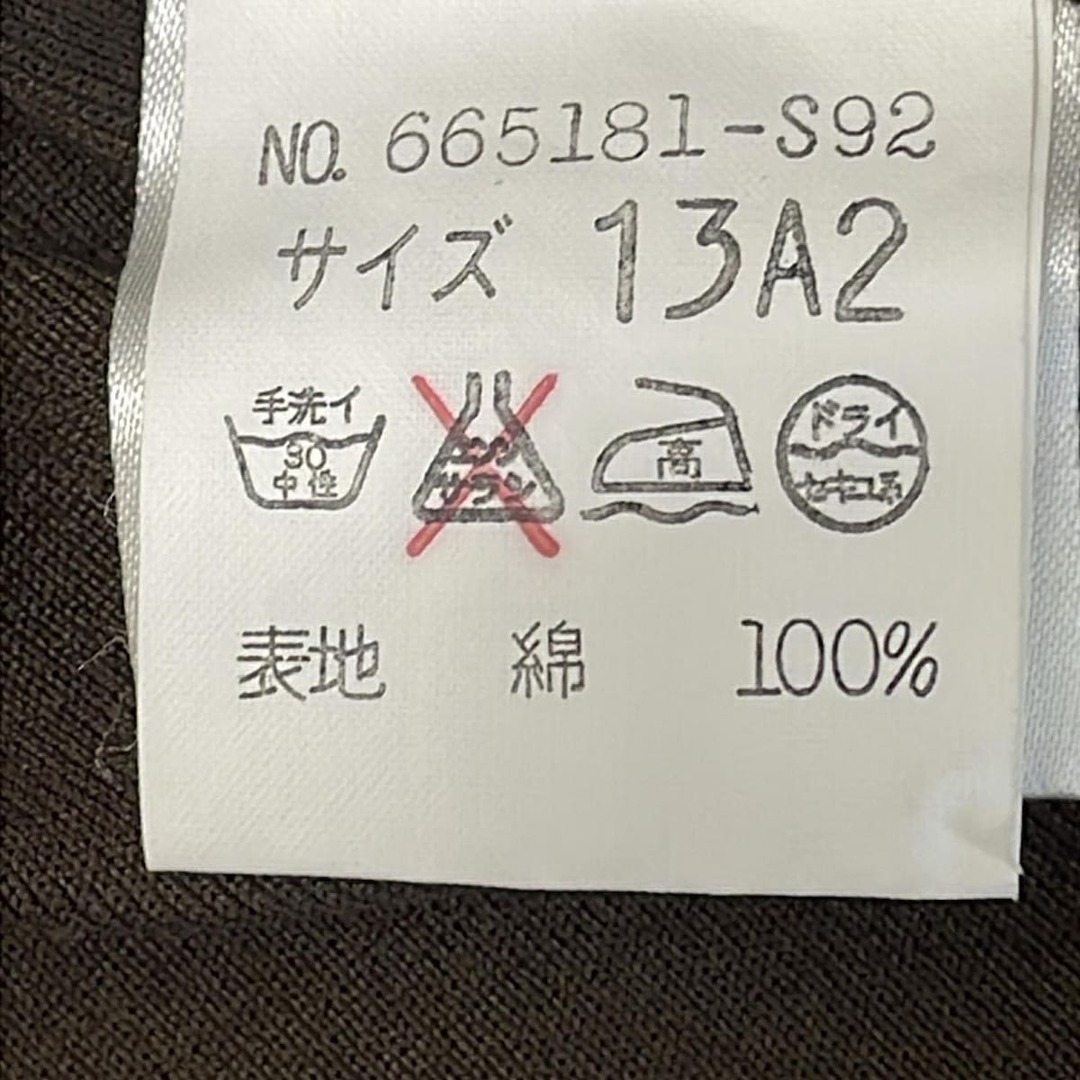 NO. 665181-S92
サイズ 13A2
手洗イ
30
中性
エンソ
サラシ
高
ドライ
セキユ系
表地 綿 100%